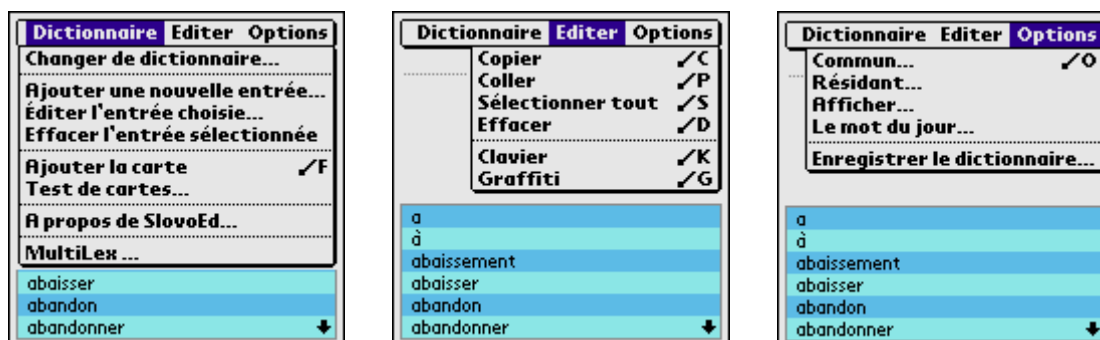 Dictionnaire Editer Options
Changer de dictionnaire...
Ajouter une nouvelle entrée...
Éditer l'entrée choisie...
Effacer l'entrée sélectionnée
Ajouter la carte /F
Test de cartes...
A propos de SlovoEd...
MultiLex ...
abaisser
abandon
abandonner
Dictionnaire Editer Options
Copier /C
Coller /P
Sélectionner tout /S
Effacer /D
Clavier /K
Graffiti /G
a
à
abaissement
abaisser
abandon
abandonner
Dictionnaire Editer Options
Commun... /O
Résidant...
Afficher...
Le mot du jour...
Enregistrer le dictionnaire...
a
à
abaissement
abaisser
abandon
abandonner